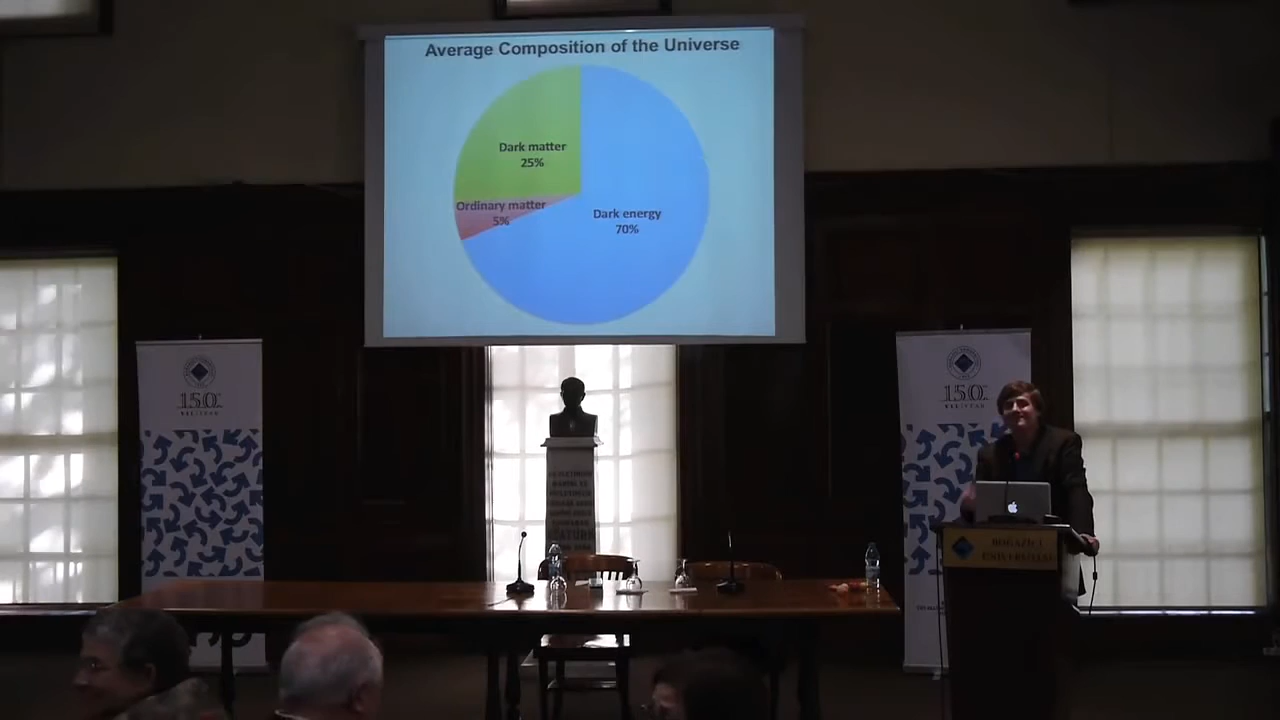 Average Composition of the Universe
Dark matter
25%
Ordinary matter
5%
Dark energy
70%
150.
150.
BOĞAZİÇİ
ÜNİVERSİTESİ